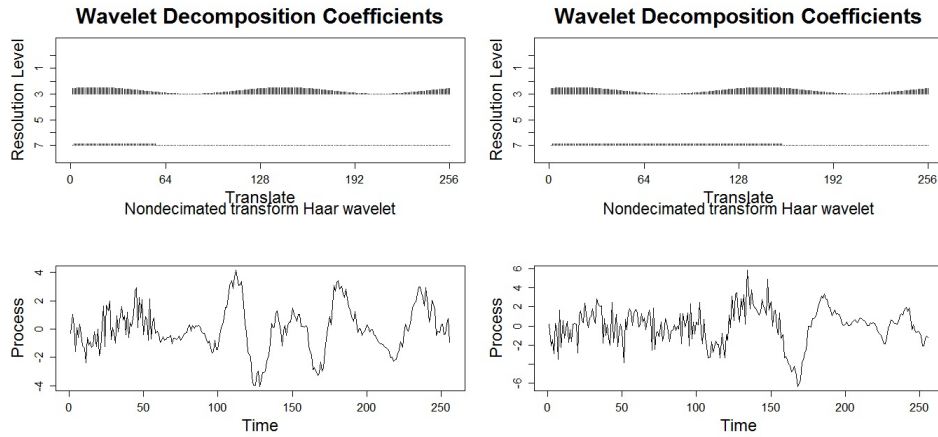 Wavelet Decomposition Coefficients
Resolution Level
1
3
5
7
0 64 128 192 256
Translate
Nondecimated transform Haar wavelet
Process
4
2
0
-2
-4
0 50 100 150 200 250
Time
Wavelet Decomposition Coefficients
Resolution Level
1
3
5
7
0 64 128 192 256
Translate
Nondecimated transform Haar wavelet
Process
6
4
2
0
-2
-6
0 50 100 150 200 250
Time